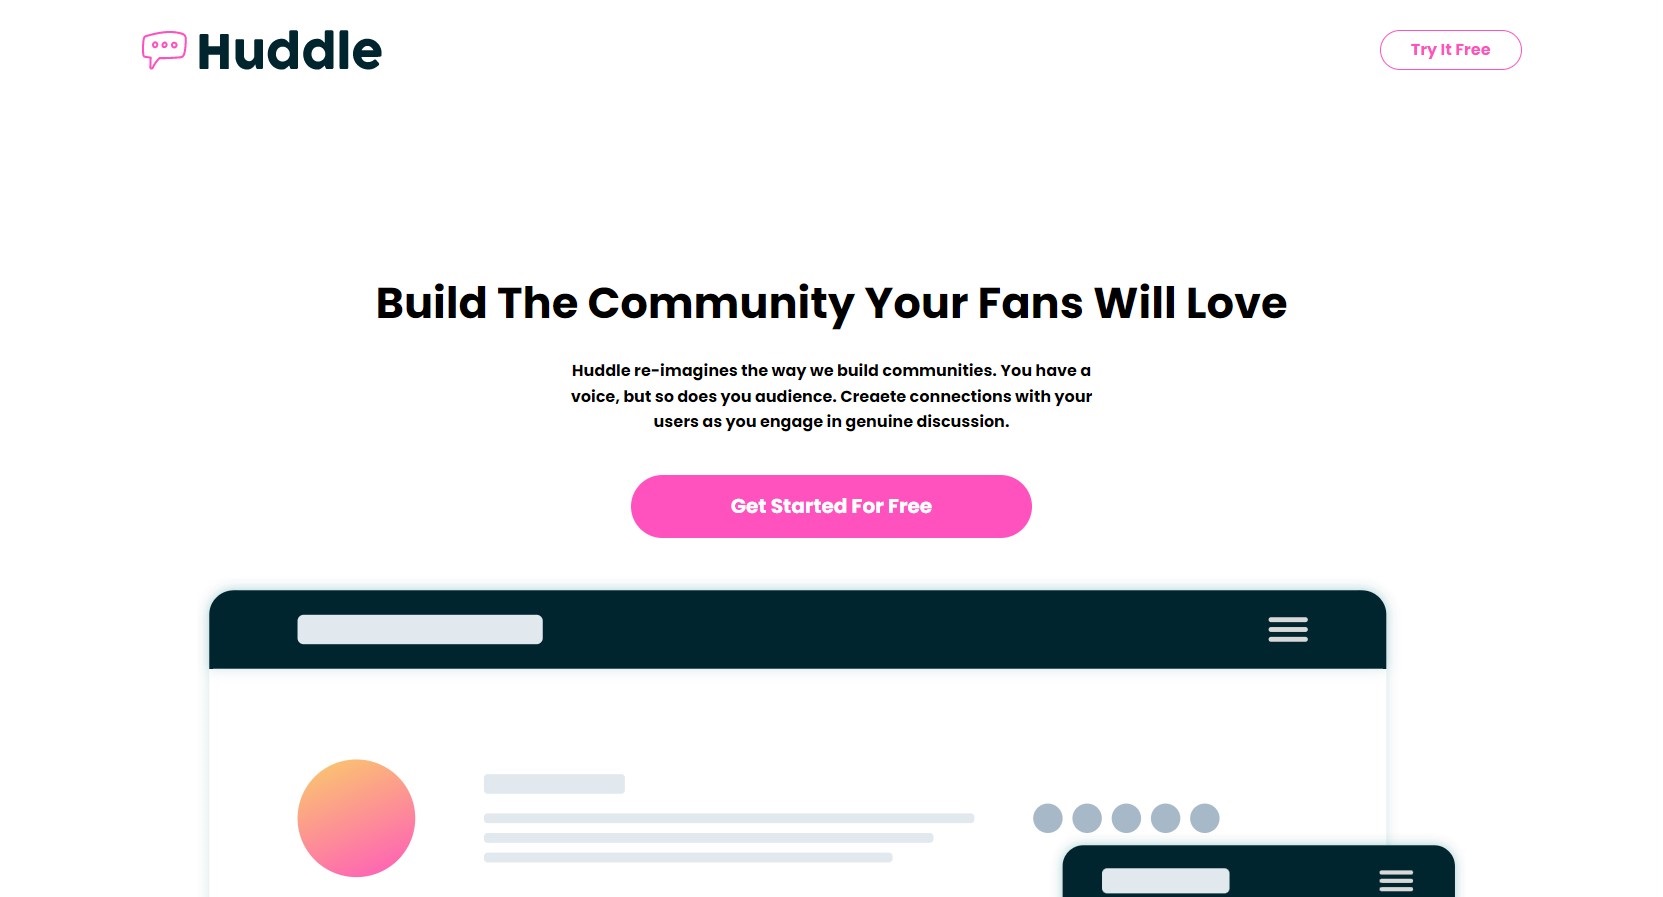 Huddle
Try It Free
Build The Community Your Fans Will Love
Huddle re-imagines the way we build communities. You have a
voice, but so does you audience. Creaete connections with your
users as you engage in genuine discussion.
Get Started For Free